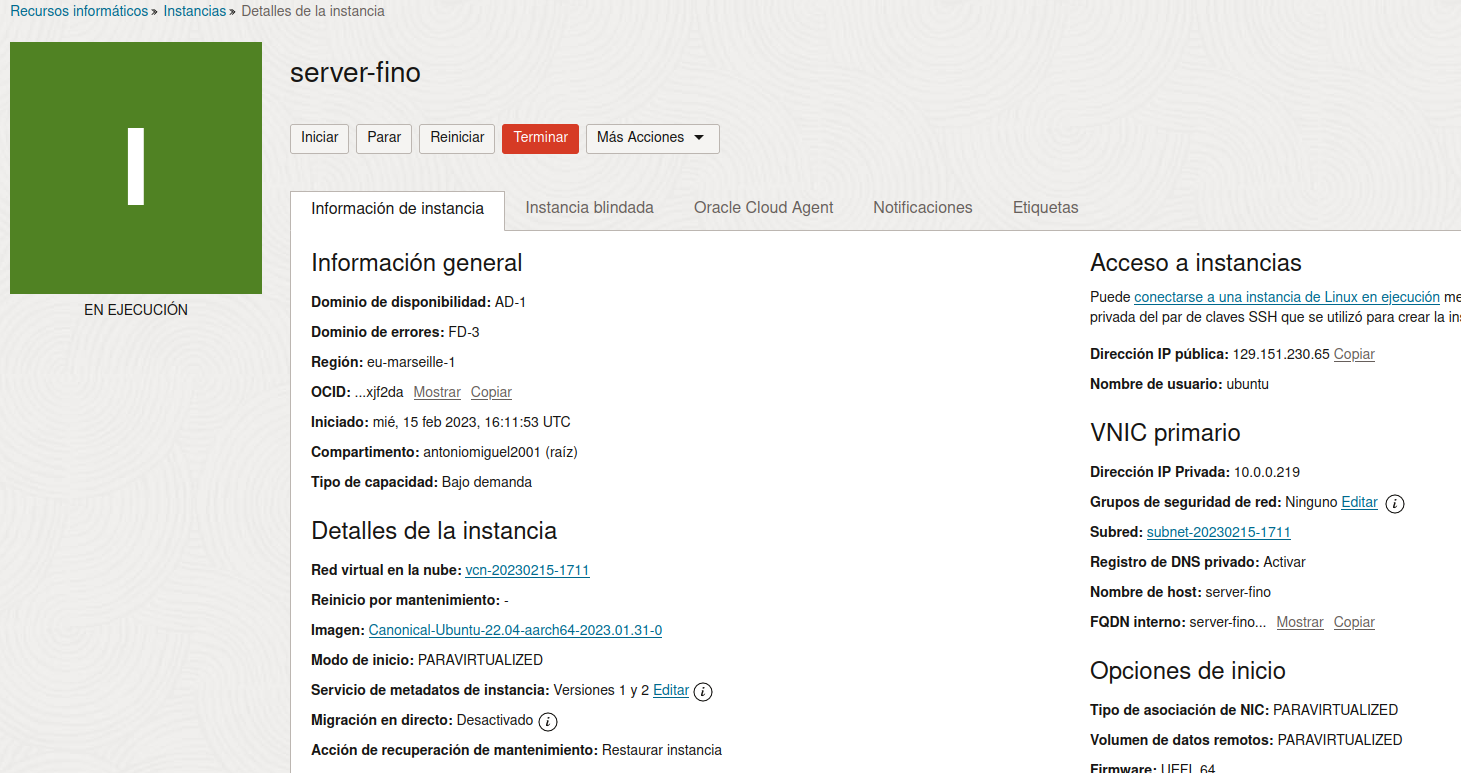 Recursos informáticos » Instancias » Detalles de la instancia
I
EN EJECUCIÓN
server-fino
Iniciar Parar Reiniciar Terminar Más Acciones
Información de instancia Instancia blindada Oracle Cloud Agent Notificaciones Etiquetas
Información general
Dominio de disponibilidad: AD-1
Dominio de errores: FD-3
Región: eu-marseille-1
OCID: ...xjf2da Mostrar Copiar
Iniciado: mié, 15 feb 2023, 16:11:53 UTC
Compartimento: antoniomiguel2001 (raíz)
Tipo de capacidad: Bajo demanda
Detalles de la instancia
Red virtual en la nube: vcn-20230215-1711
Reinicio por mantenimiento: -
Imagen: Canonical-Ubuntu-22.04-aarch64-2023.01.31-0
Modo de inicio: PARAVIRTUALIZED
Servicio de metadatos de instancia: Versiones 1 y 2 Editar i
Migración en directo: Desactivado i
Acción de recuperación de mantenimiento: Restaurar instancia
Acceso a instancias
Puede conectarse a una instancia de Linux en ejecución me
privada del par de claves SSH que se utilizó para crear la ins
Dirección IP pública: 129.151.230.65 Copiar
Nombre de usuario: ubuntu
VNIC primario
Dirección IP Privada: 10.0.0.219
Grupos de seguridad de red: Ninguno Editar i
Subred: subnet-20230215-1711
Registro de DNS privado: Activar
Nombre de host: server-fino
FQDN interno: server-fino... Mostrar Copiar
Opciones de inicio
Tipo de asociación de NIC: PARAVIRTUALIZED
Volumen de datos remotos: PARAVIRTUALIZED
Firmware: UEFI_64